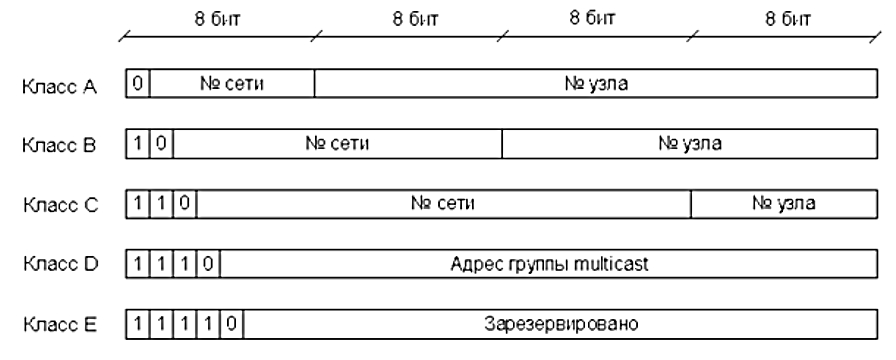 8 бит 8 бит 8 бит 8 бит
Класс A 0 № сети № узла
Класс B 1 0 № сети № узла
Класс C 1 1 0 № сети № узла
Класс D 1 1 1 0 Адрес группы multicast
Класс E 1 1 1 1 0 Зарезервировано